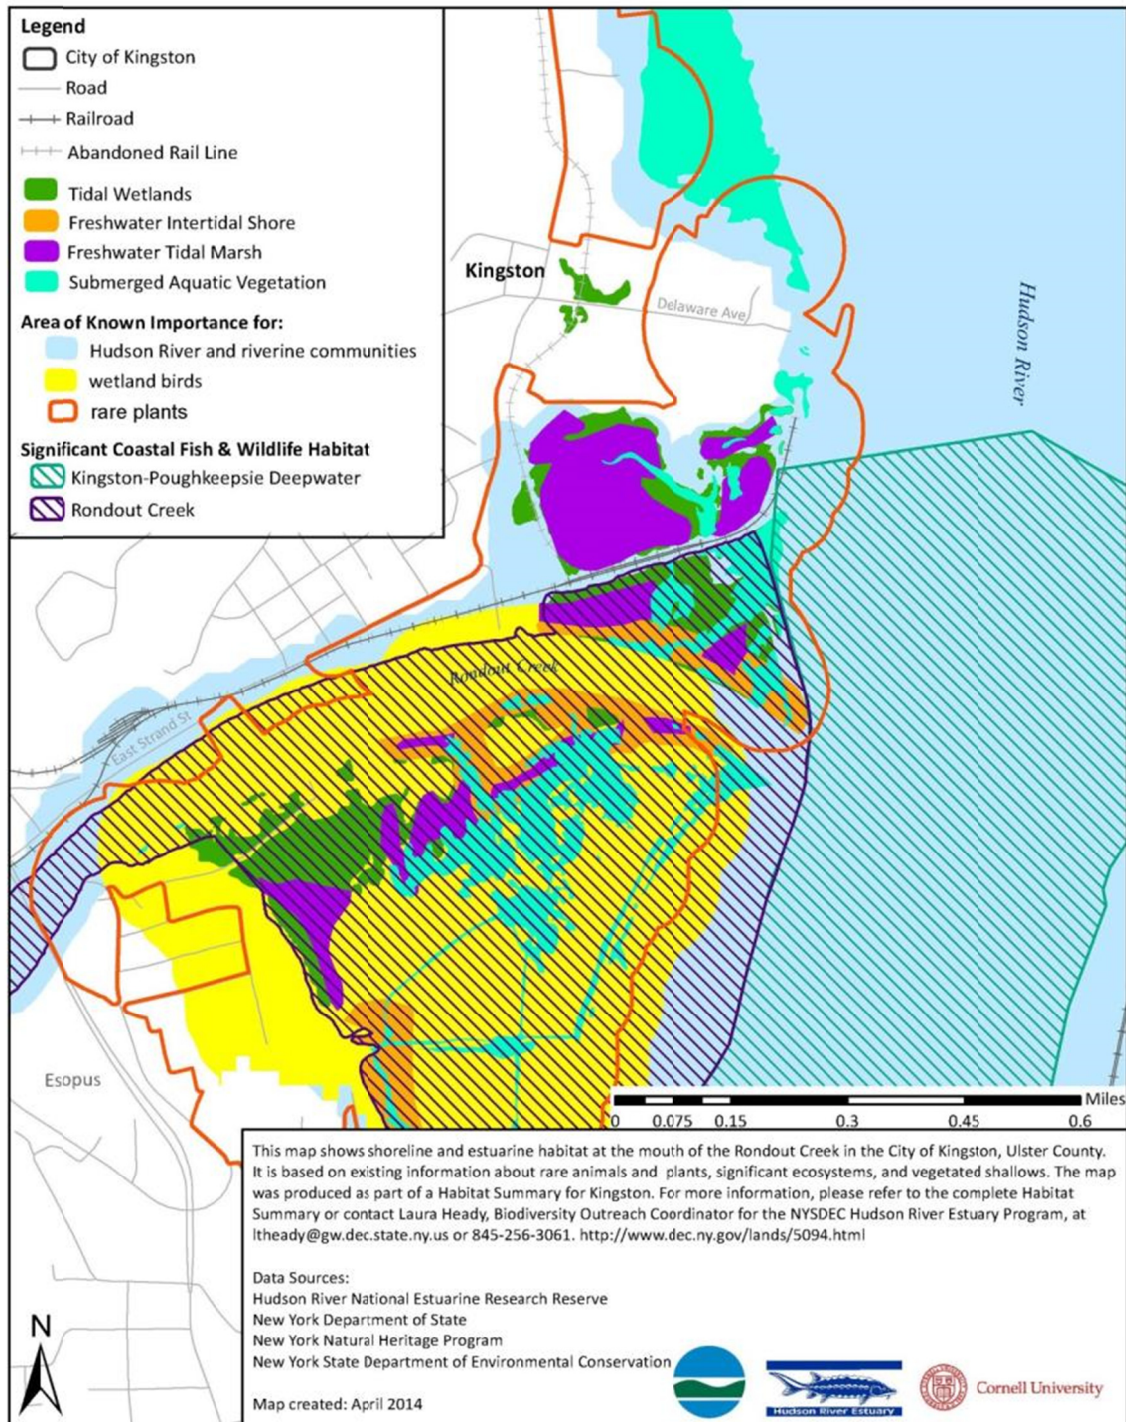 Legend
City of Kingston
Road
Railroad
Abandoned Rail Line
Tidal Wetlands
Freshwater Intertidal Shore
Freshwater Tidal Marsh
Submerged Aquatic Vegetation
Area of Known Importance for:
Hudson River and riverine communities
wetland birds
rare plants
Significant Coastal Fish & Wildlife Habitat
Kingston-Poughkeepsie Deepwater
Rondout Creek
Kingston
Delaware Ave
Hudson River
Rondout Creek
East Strand St
Esopus
Miles
0 0.075 0.15 0.3 0.45 0.6
This map shows shoreline and estuarine habitat at the mouth of the Rondout Creek in the City of Kingston, Ulster County.
It is based on existing information about rare animals and plants, significant ecosystems, and vegetated shallows. The map
was produced as part of a Habitat Summary for Kingston. For more information, please refer to the complete Habitat
Summary or contact Laura Heady, Biodiversity Outreach Coordinator for the NYSDEC Hudson River Estuary Program, at
ltheady@gw.dec.state.ny.us or 845-256-3061. http://www.dec.ny.gov/lands/5094.html
Data Sources:
Hudson River National Estuarine Research Reserve
New York Department of State
New York Natural Heritage Program
New York State Department of Environmental Conservation
Map created: April 2014
N
Hudson River Estuary
Cornell University